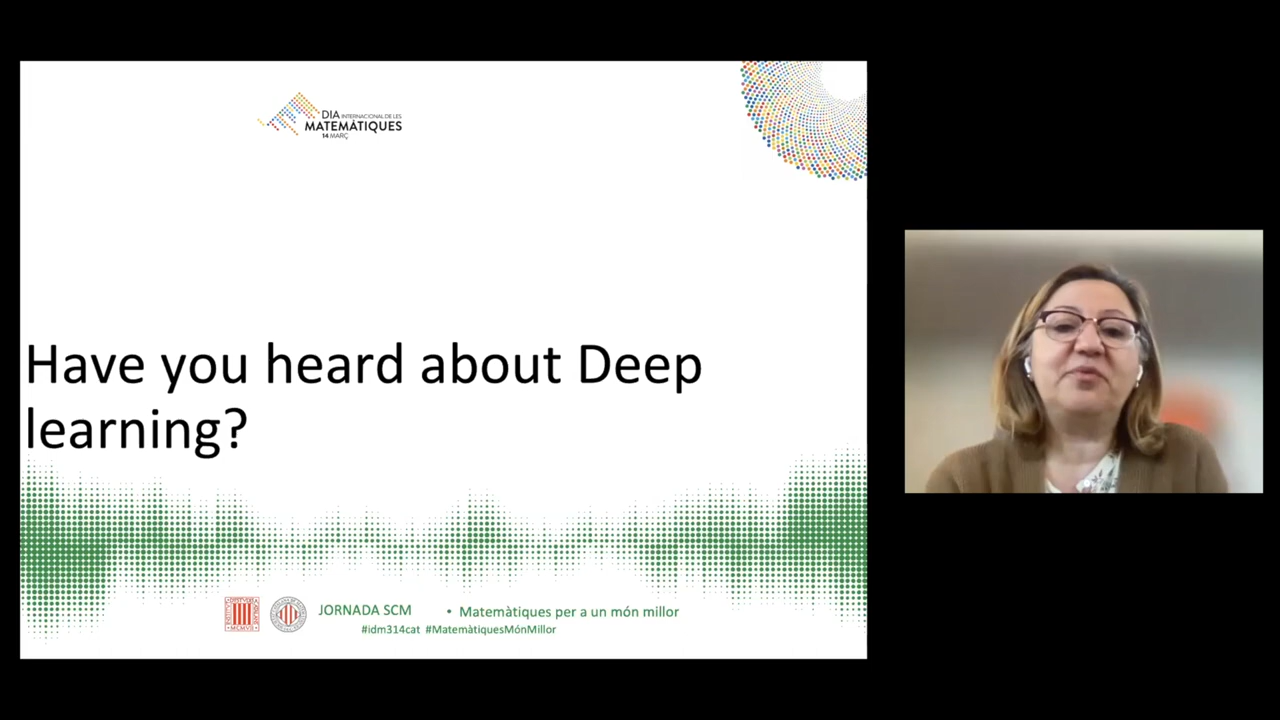 DIA INTERNACIONAL DE LES
MATEMÀTIQUES
14 MARÇ
Have you heard about Deep
learning?
JORNADA SCM
• Matemàtiques per a un món millor
#idm314cat #MatemàtiquesMónMillor